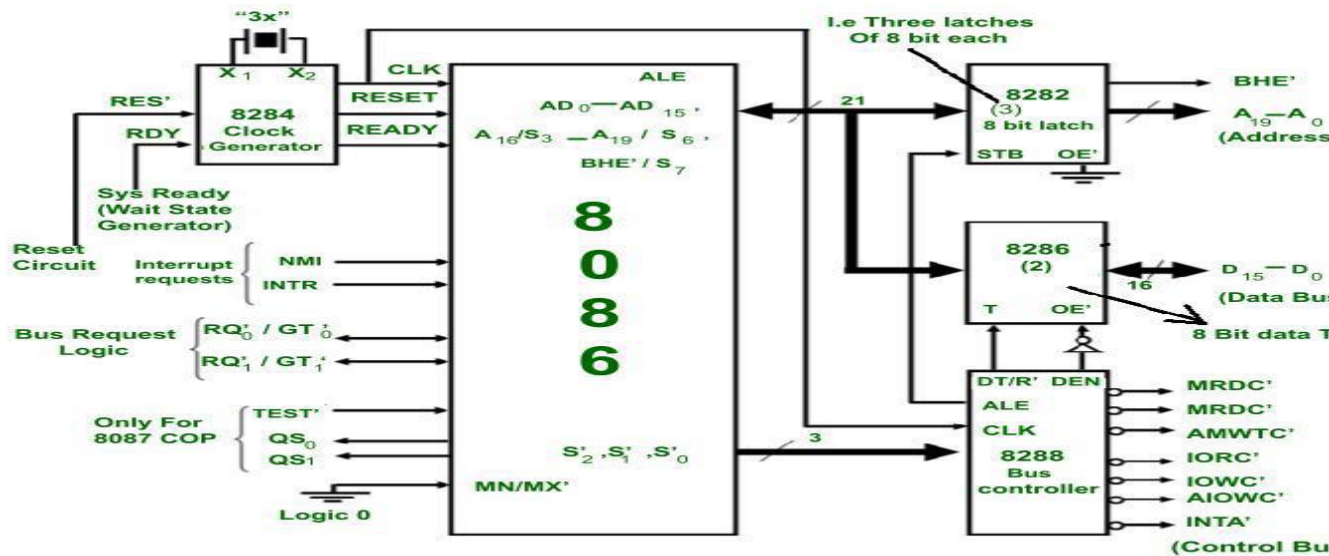 "3x"
X1 X2
8284
Clock
Generator
RES'
RDY
CLK
RESET
READY
Sys Ready
(Wait State
Generator)
Reset
Circuit
Interrupt
requests
NMI
INTR
Bus Request
Logic
RQ'0 / GT'0
RQ'1 / GT'1
Only For
8087 COP
TEST'
QS0
QS1
Logic 0
ALE
AD0—AD15,
A16/S3 – A19 / S6,
BHE' / S7
8
0
8
6
S'2 ,S'1 ,S'0
MN/MX'
I.e Three latches
Of 8 bit each
21
8282
(3)
8 bit latch
STB OE'
BHE'
A19—A0
(Address
8286
(2)
T OE'
16
D15—D0
(Data Bus
8 Bit data T
3
DT/R' DEN
ALE
CLK
8288
Bus
controller
MRDC'
MRDC'
AMWTC'
IORC'
IOWC'
AIOWC'
INTA'
(Control Bu